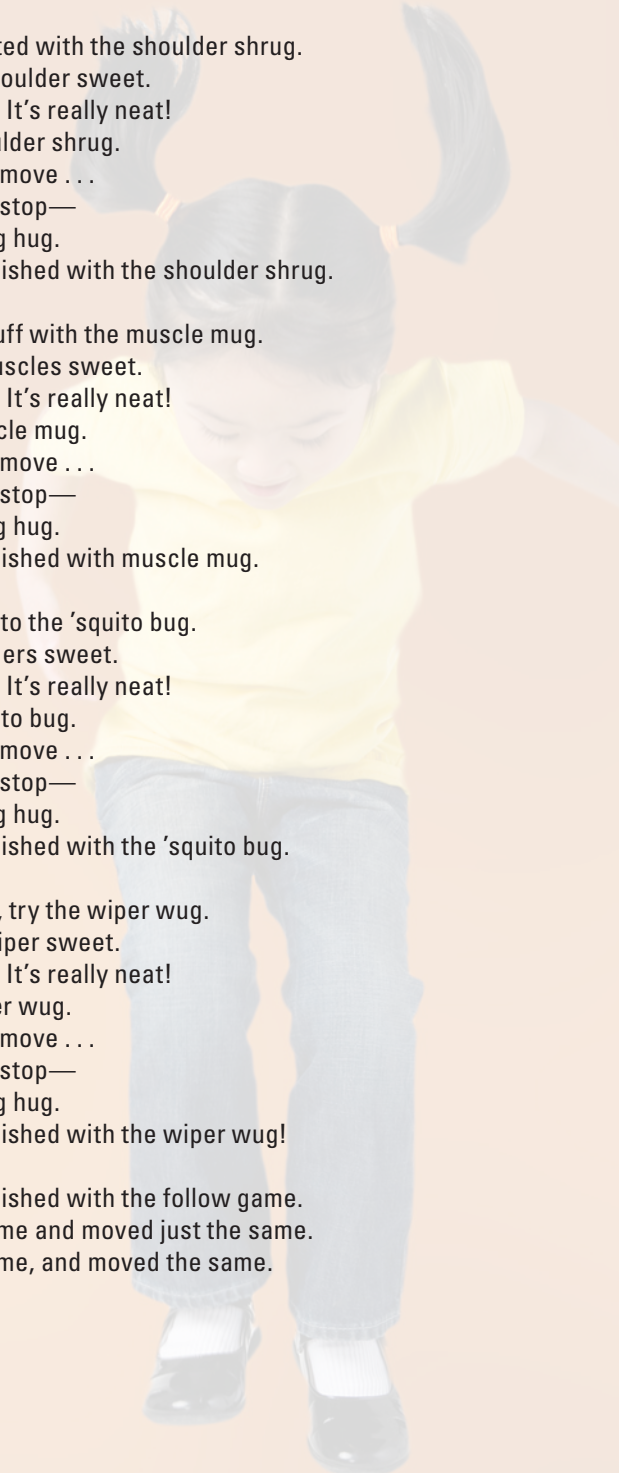 ted with the shoulder shrug.
oulder sweet.
It's really neat!
ulder shrug.
move . . .
stop—
g hug.
ished with the shoulder shrug.
uff with the muscle mug.
uscles sweet.
It's really neat!
cle mug.
move . . .
stop—
g hug.
ished with muscle mug.
to the ’squito bug.
ers sweet.
It's really neat!
to bug.
move . . .
stop—
g hug.
ished with the ’squito bug.
, try the wiper wug.
iper sweet.
It's really neat!
er wug.
move . . .
stop—
g hug.
ished with the wiper wug!
ished with the follow game.
me and moved just the same.
me, and moved the same.